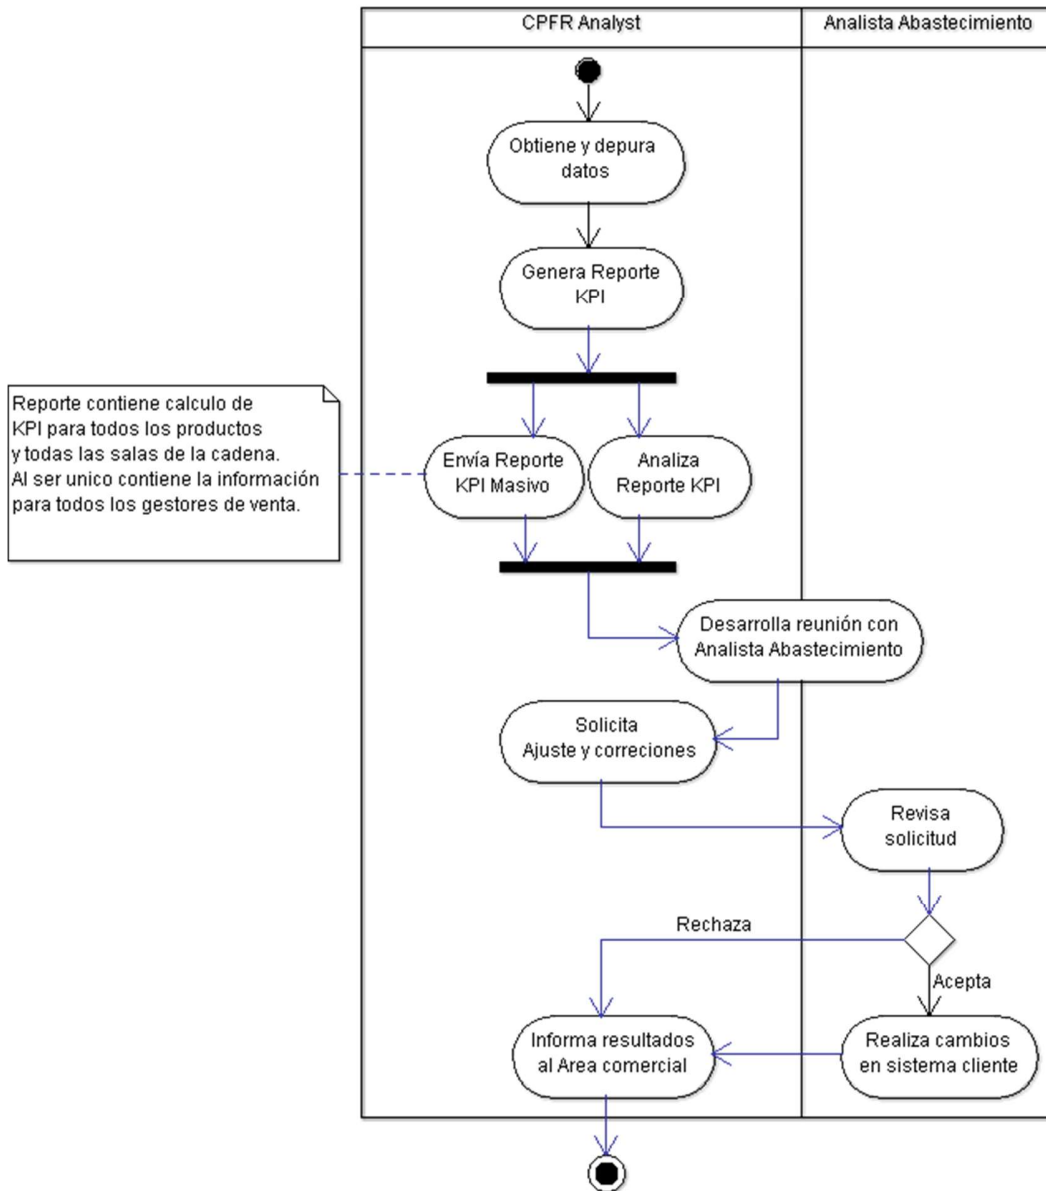 CPFR Analyst
Analista Abastecimiento
Obtiene y depura
datos
Genera Reporte
KPI
Reporte contiene calculo de
KPI para todos los productos
y todas las salas de la cadena.
Al ser unico contiene la información
para todos los gestores de venta.
Envía Reporte
KPI Masivo
Analiza
Reporte KPI
Desarrolla reunión con
Analista Abastecimiento
Solicita
Ajuste y correciones
Revisa
solicitud
Rechaza
Acepta
Informa resultados
al Area comercial
Realiza cambios
en sistema cliente